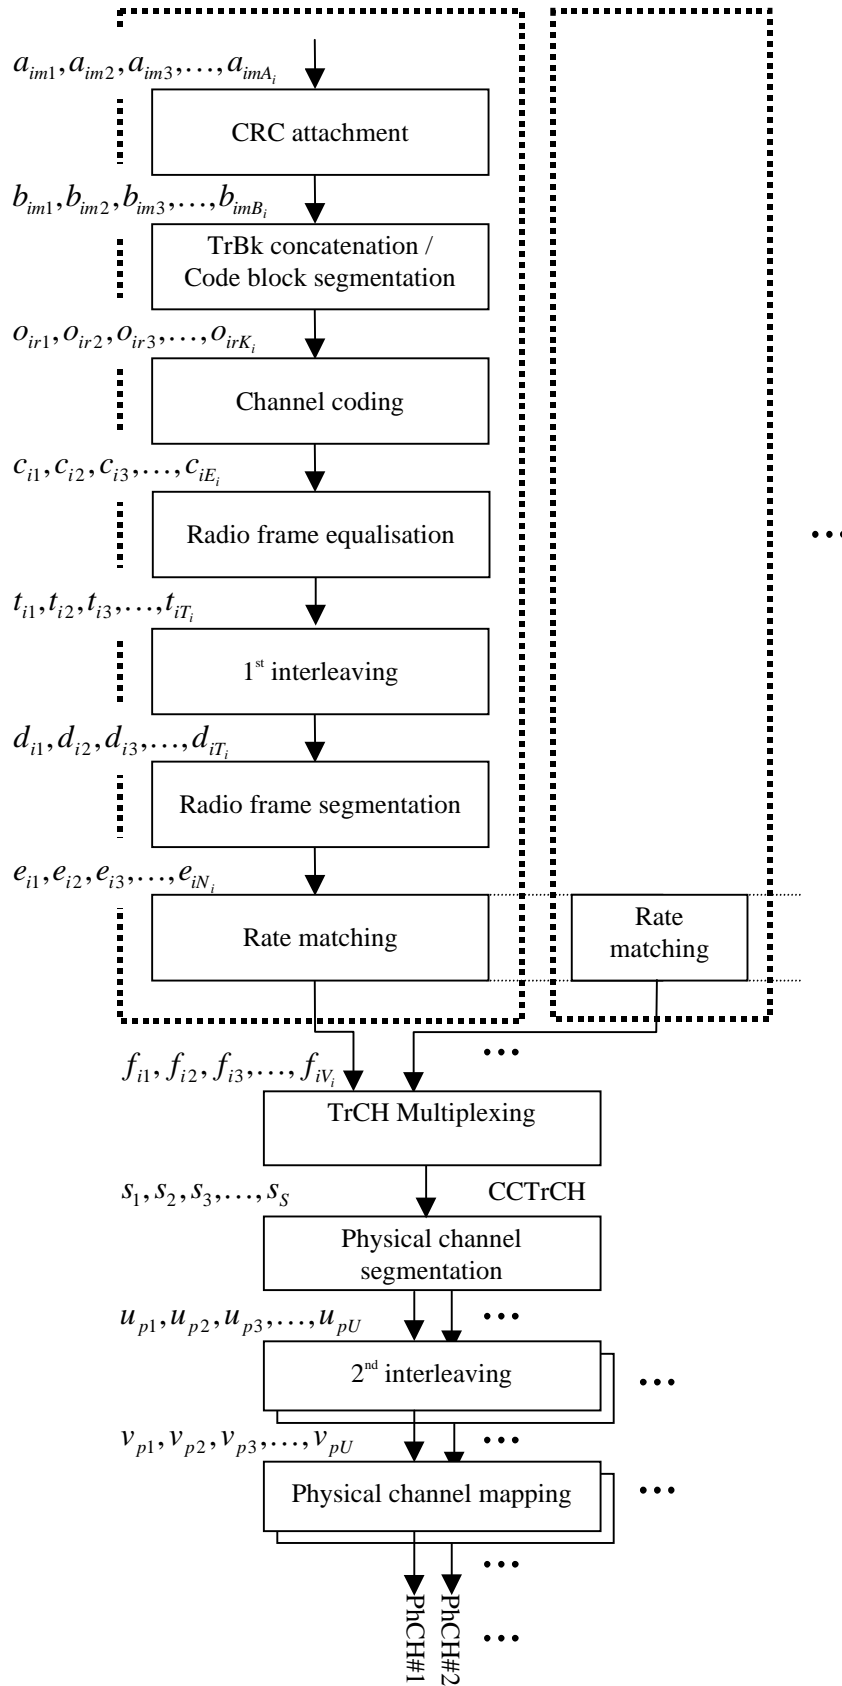 a_{im1}, a_{im2}, a_{im3}, …, a_{imA_i}
CRC attachment
b_{im1}, b_{im2}, b_{im3}, …, b_{imB_i}
TrBk concatenation /
Code block segmentation
o_{ir1}, o_{ir2}, o_{ir3}, …, o_{irK_i}
Channel coding
c_{i1}, c_{i2}, c_{i3}, …, c_{iE_i}
Radio frame equalisation
t_{i1}, t_{i2}, t_{i3}, …, t_{iT_i}
1st interleaving
d_{i1}, d_{i2}, d_{i3}, …, d_{iT_i}
Radio frame segmentation
e_{i1}, e_{i2}, e_{i3}, …, e_{iN_i}
Rate matching
Rate
matching
f_{i1}, f_{i2}, f_{i3}, …, f_{iV_i}
TrCH Multiplexing
s_1, s_2, s_3, …, s_S
CCTrCH
Physical channel
segmentation
u_{p1}, u_{p2}, u_{p3}, …, u_{pU}
2nd interleaving
v_{p1}, v_{p2}, v_{p3}, …, v_{pU}
Physical channel mapping
PhCH#1
PhCH#2